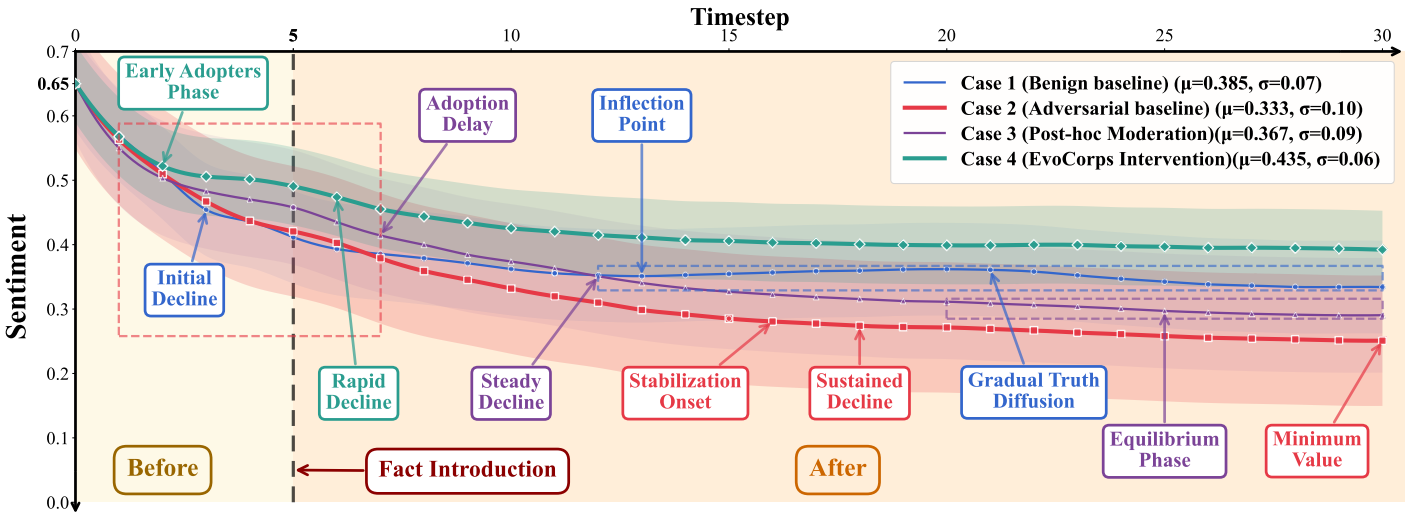 Timestep
0 5 10 15 20 25 30
0.7
0.65
0.6
0.5
0.4
0.3
0.2
0.1
0.0
Sentiment
Case 1 (Benign baseline) (μ=0.385, σ=0.07)
Case 2 (Adversarial baseline) (μ=0.333, σ=0.10)
Case 3 (Post-hoc Moderation)(μ=0.367, σ=0.09)
Case 4 (EvoCorps Intervention)(μ=0.435, σ=0.06)
Early Adopters
Phase
Adoption
Delay
Inflection
Point
Initial
Decline
Rapid
Decline
Steady
Decline
Stabilization
Onset
Sustained
Decline
Gradual Truth
Diffusion
Equilibrium
Phase
Minimum
Value
Before
Fact Introduction
After